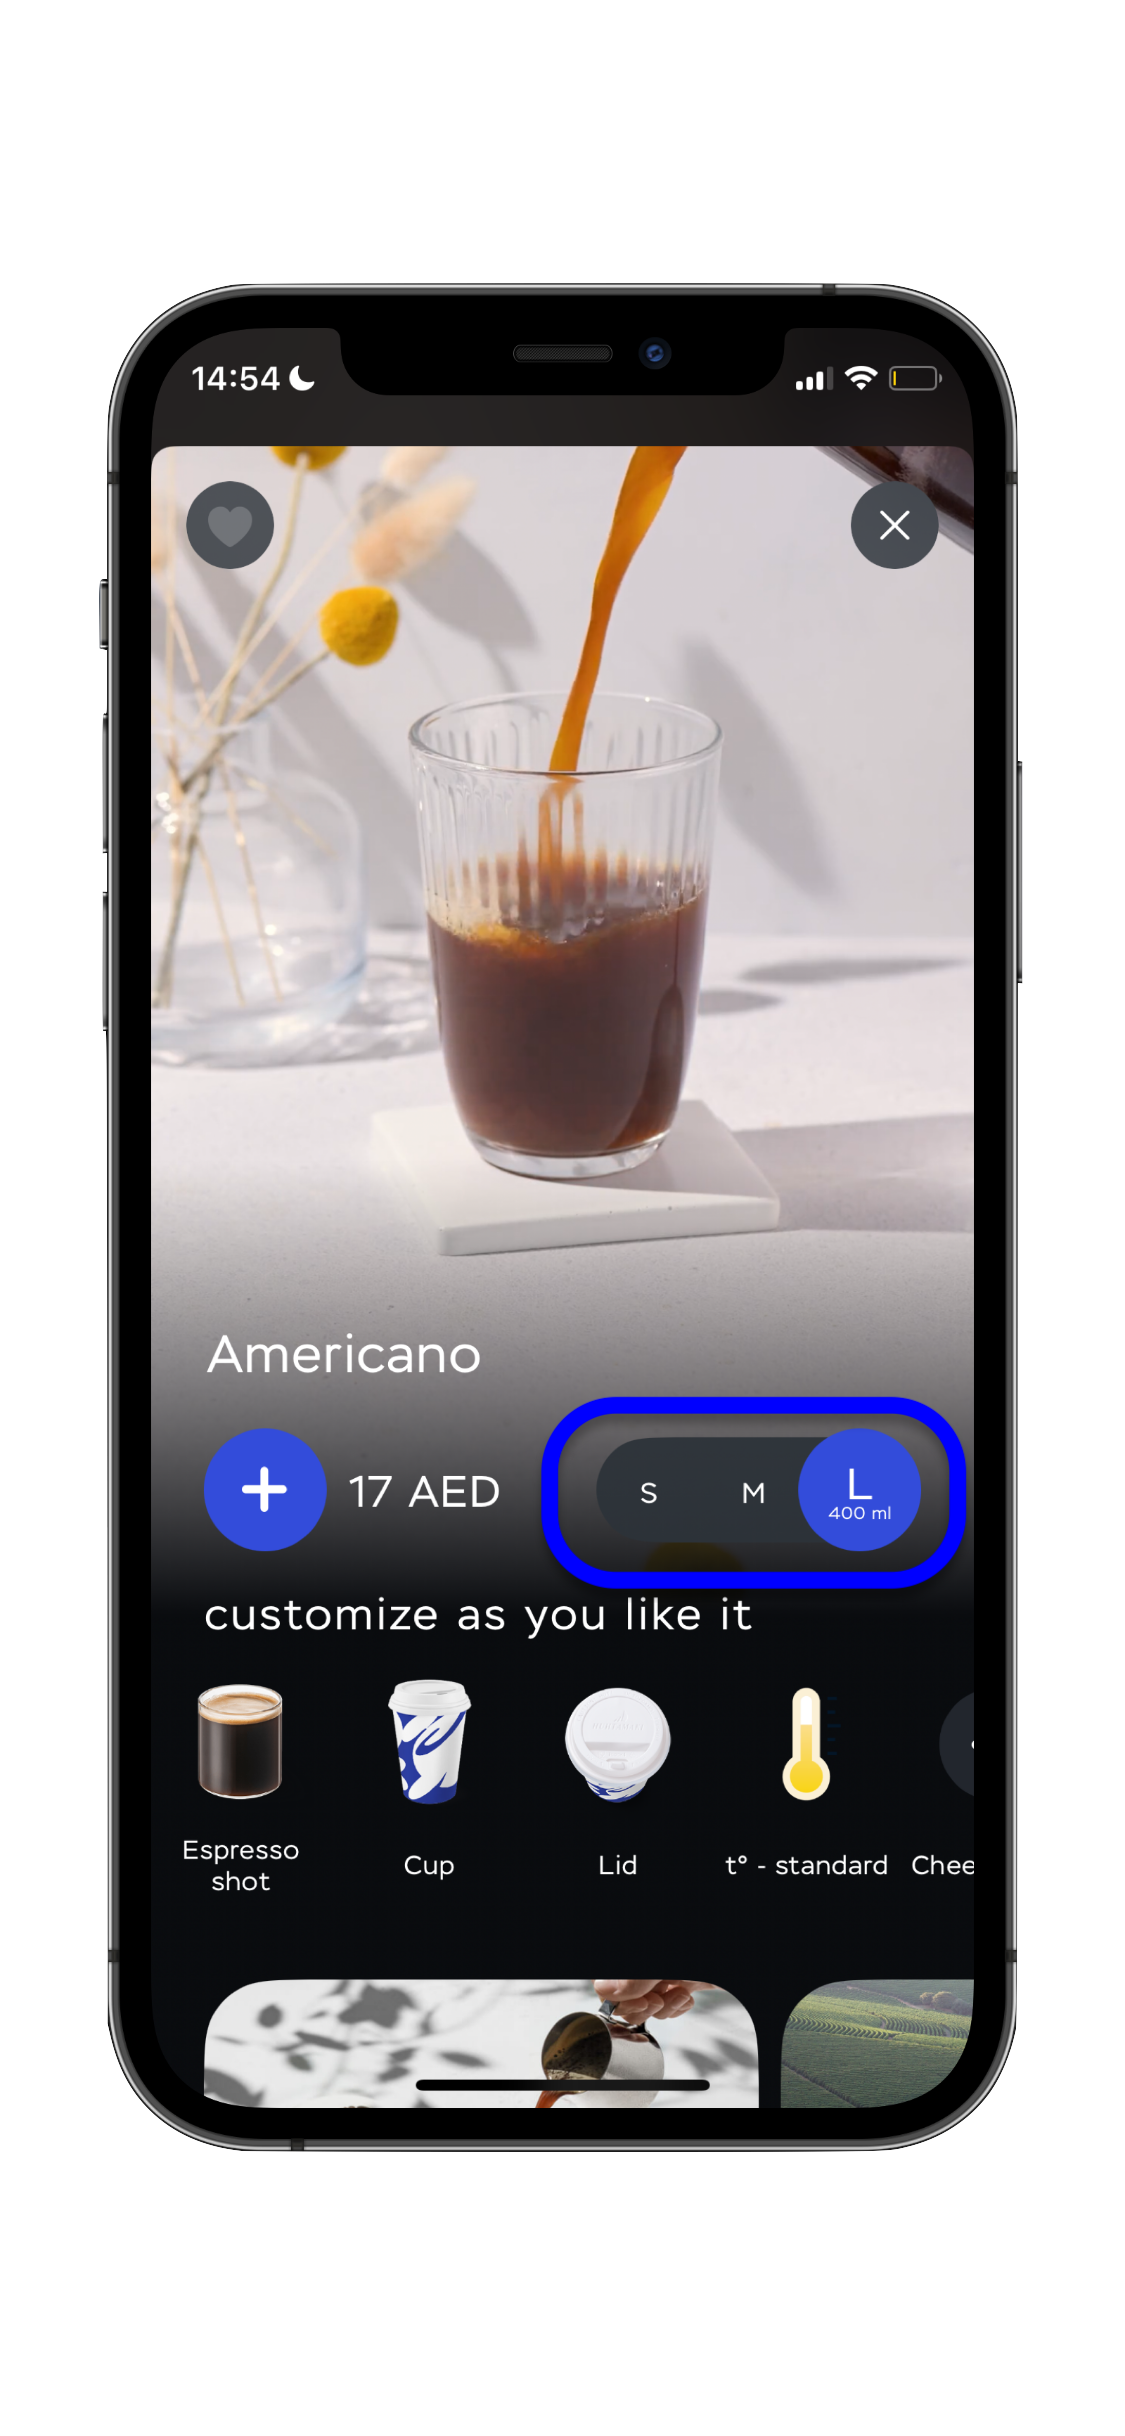 14:54
Americano
17 AED
S
M
L
400 ml
customize as you like it
Espresso
shot
Cup
Lid
t° - standard
Chee